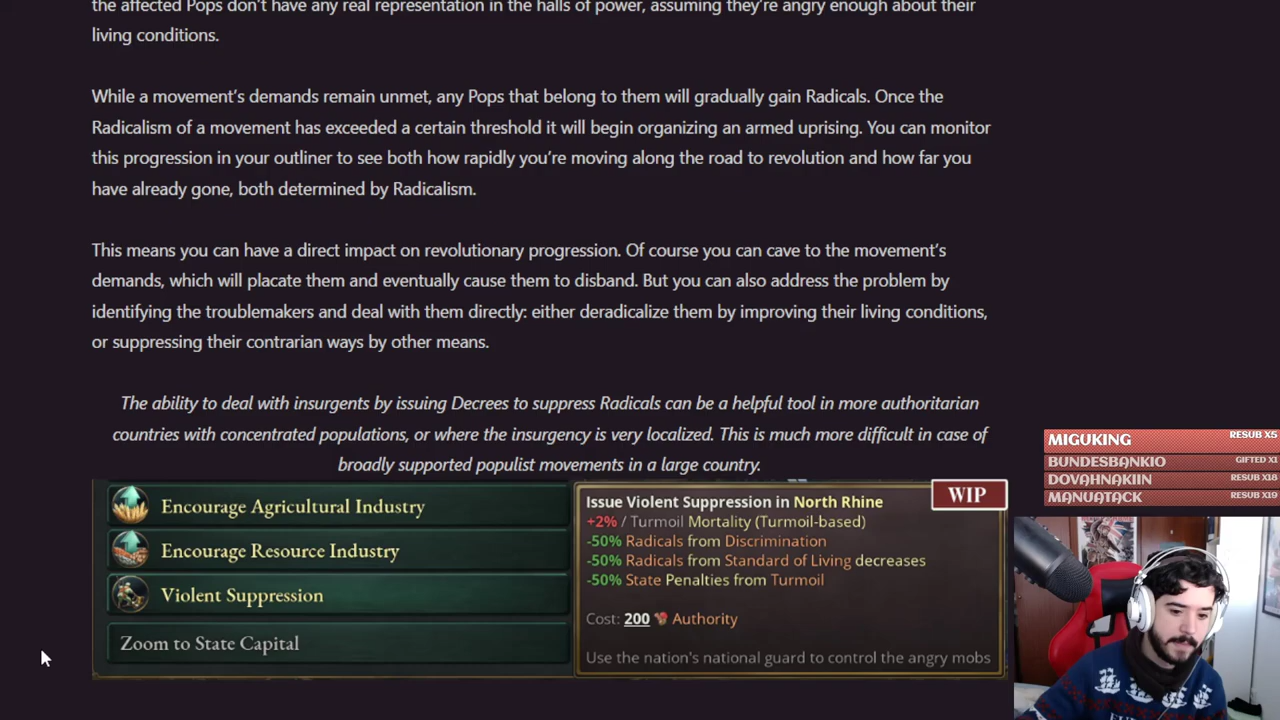 the affected Pops don't have any real representation in the halls of power, assuming they're angry enough about their
living conditions.
While a movement's demands remain unmet, any Pops that belong to them will gradually gain Radicals. Once the
Radicalism of a movement has exceeded a certain threshold it will begin organizing an armed uprising. You can monitor
this progression in your outliner to see both how rapidly you're moving along the road to revolution and how far you
have already gone, both determined by Radicalism.
This means you can have a direct impact on revolutionary progression. Of course you can cave to the movement's
demands, which will placate them and eventually cause them to disband. But you can also address the problem by
identifying the troublemakers and deal with them directly: either deradicalize them by improving their living conditions,
or suppressing their contrarian ways by other means.
The ability to deal with insurgents by issuing Decrees to suppress Radicals can be a helpful tool in more authoritarian
countries with concentrated populations, or where the insurgency is very localized. This is much more difficult in case of
broadly supported populist movements in a large country.
Encourage Agricultural Industry
Encourage Resource Industry
Violent Suppression
Zoom to State Capital
WIP
Issue Violent Suppression in North Rhine
+2% / Turmoil Mortality (Turmoil-based)
-50% Radicals from Discrimination
-50% Radicals from Standard of Living decreases
-50% State Penalties from Turmoil
Cost: 200 Authority
Use the nation's national guard to control the angry mobs
MIGUKING RESUB X5
BUNDESBANKIO GIFTED X1
DOVAHNAKIIN RESUB X18
MANUATACK RESUB X19